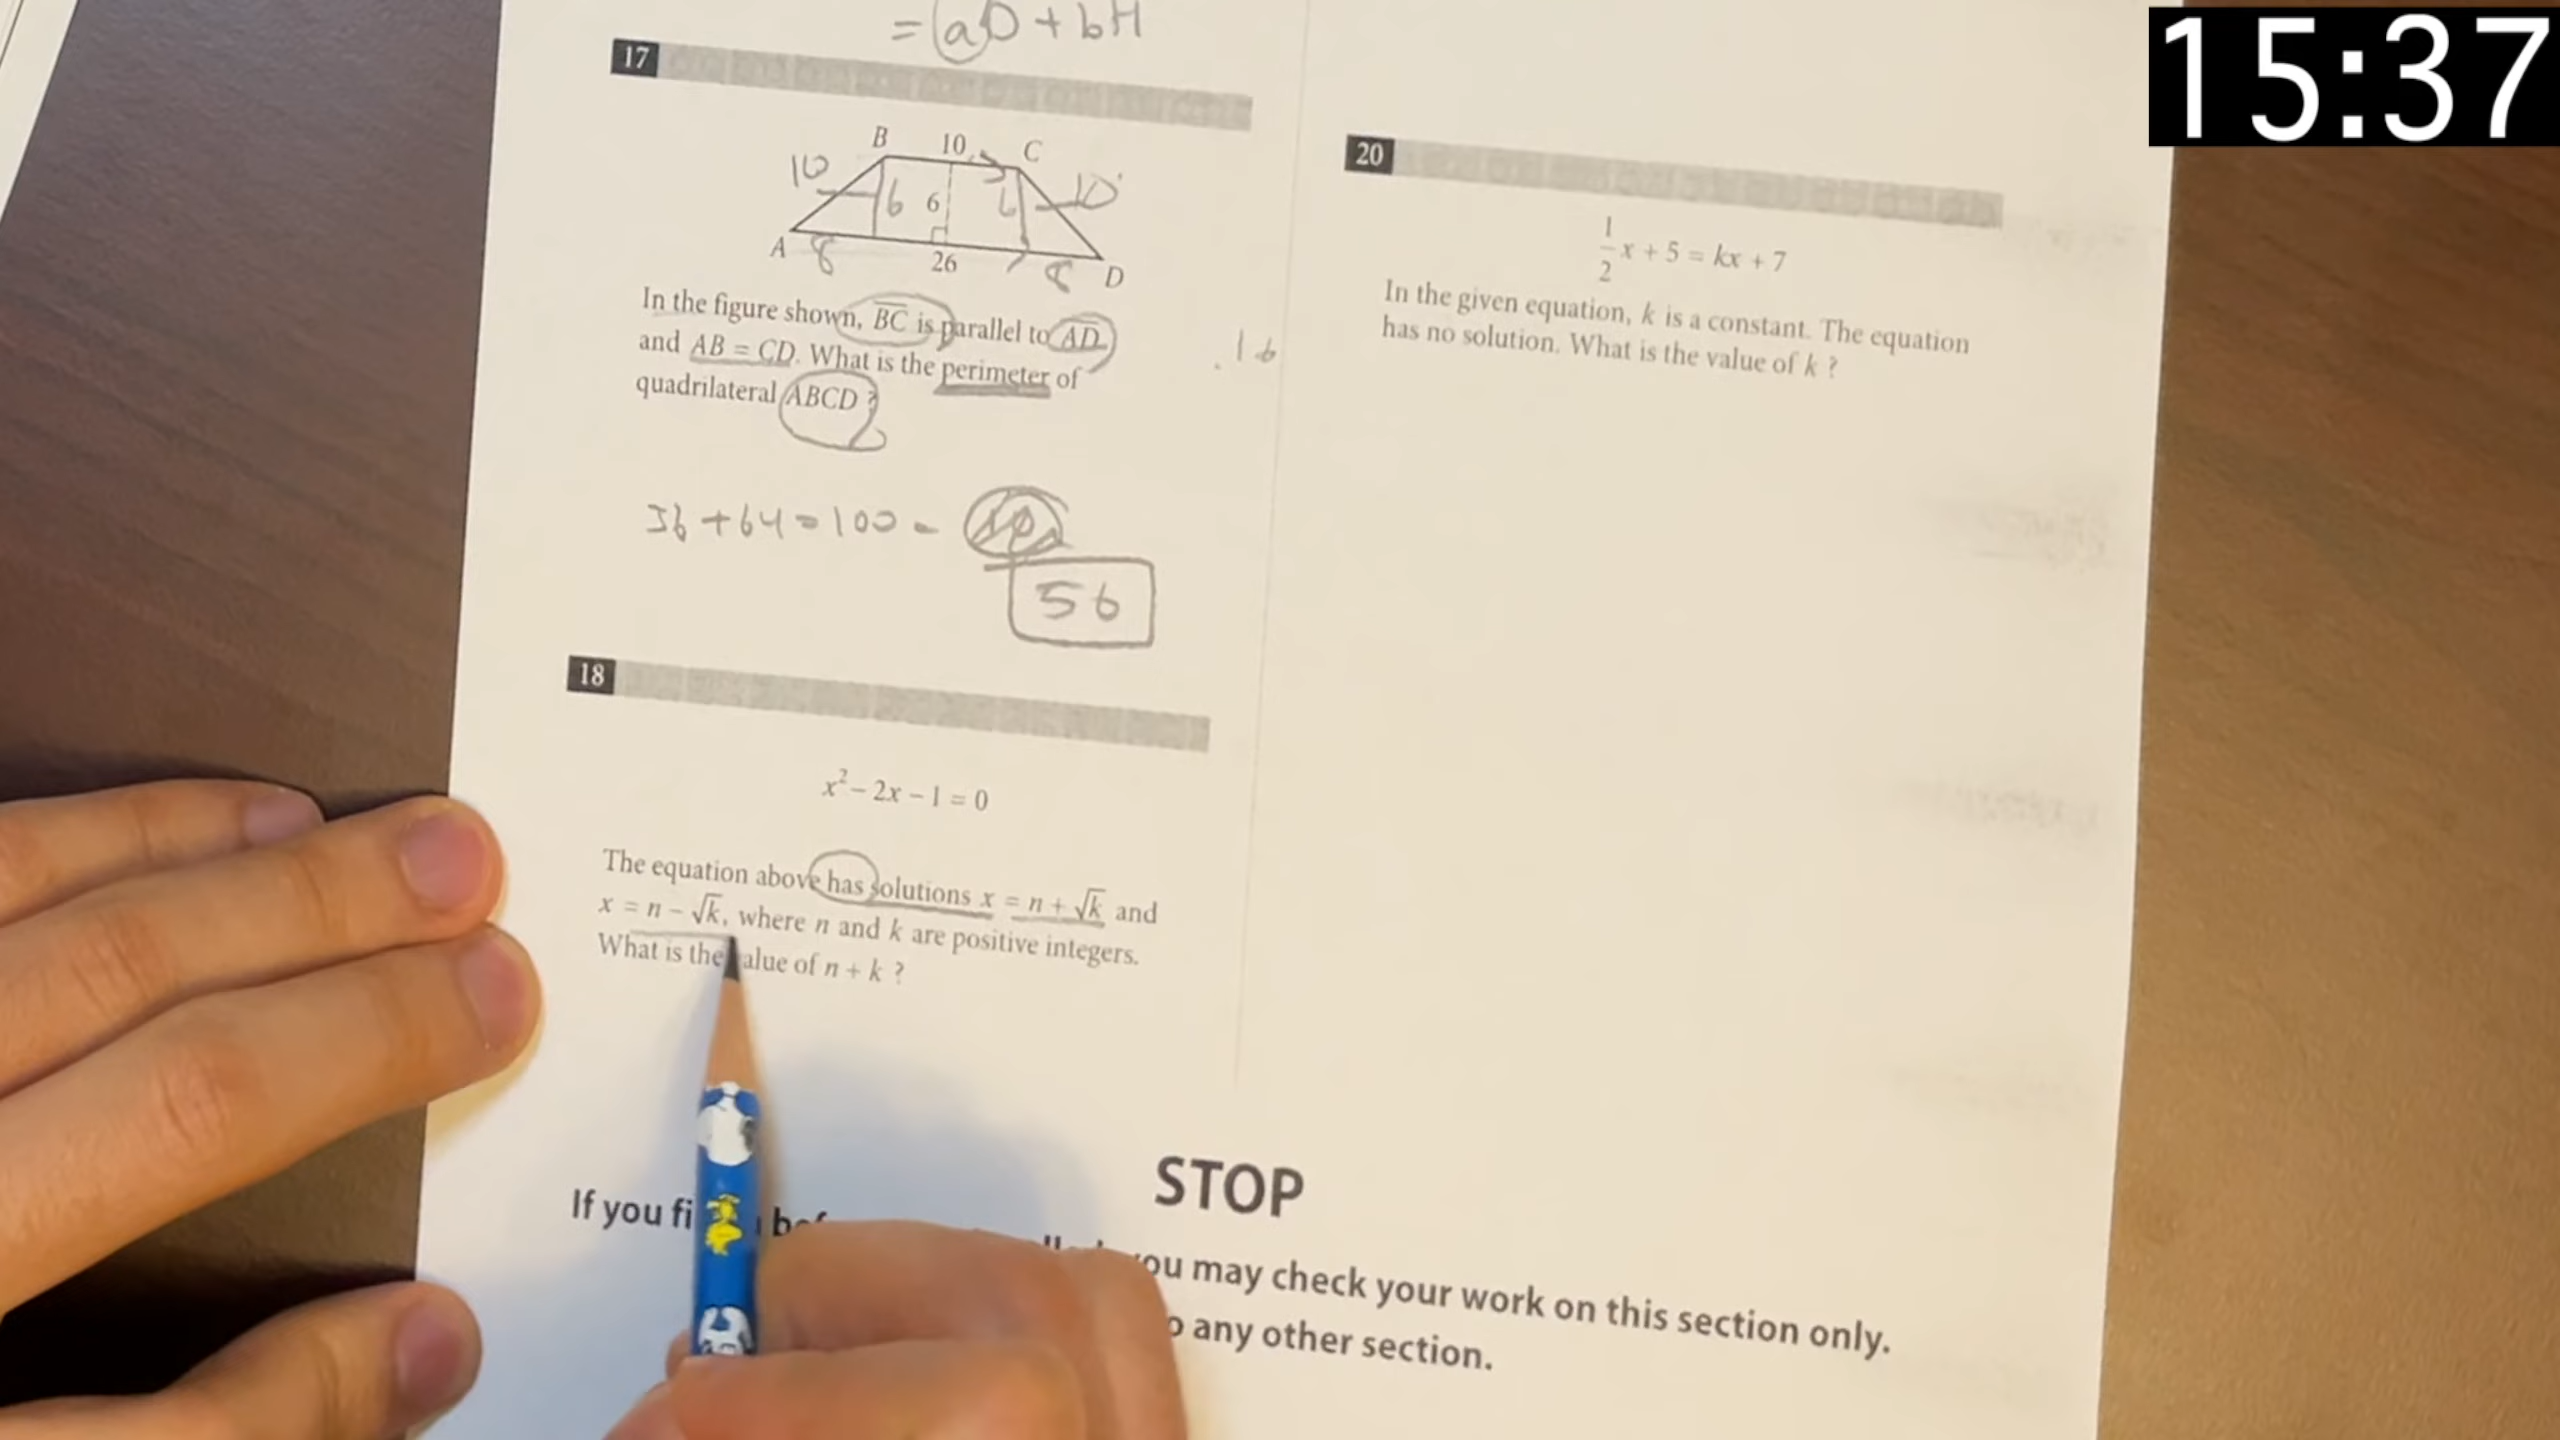 15:37
= aD + bH
17
B 10 C
10 6 6 6 10
A 8 26 8 D
In the figure shown, BC is parallel to AD
and AB = CD. What is the perimeter of
quadrilateral ABCD ?
36 + 64 = 100 -
56
18
x² – 2x – 1 = 0
The equation above has solutions x = n + √k and
x = n – √k, where n and k are positive integers.
What is the value of n + k ?
.16
20
1/2 x + 5 = kx + 7
In the given equation, k is a constant. The equation
has no solution. What is the value of k ?
STOP
If you you may check your work on this section only.
any other section.